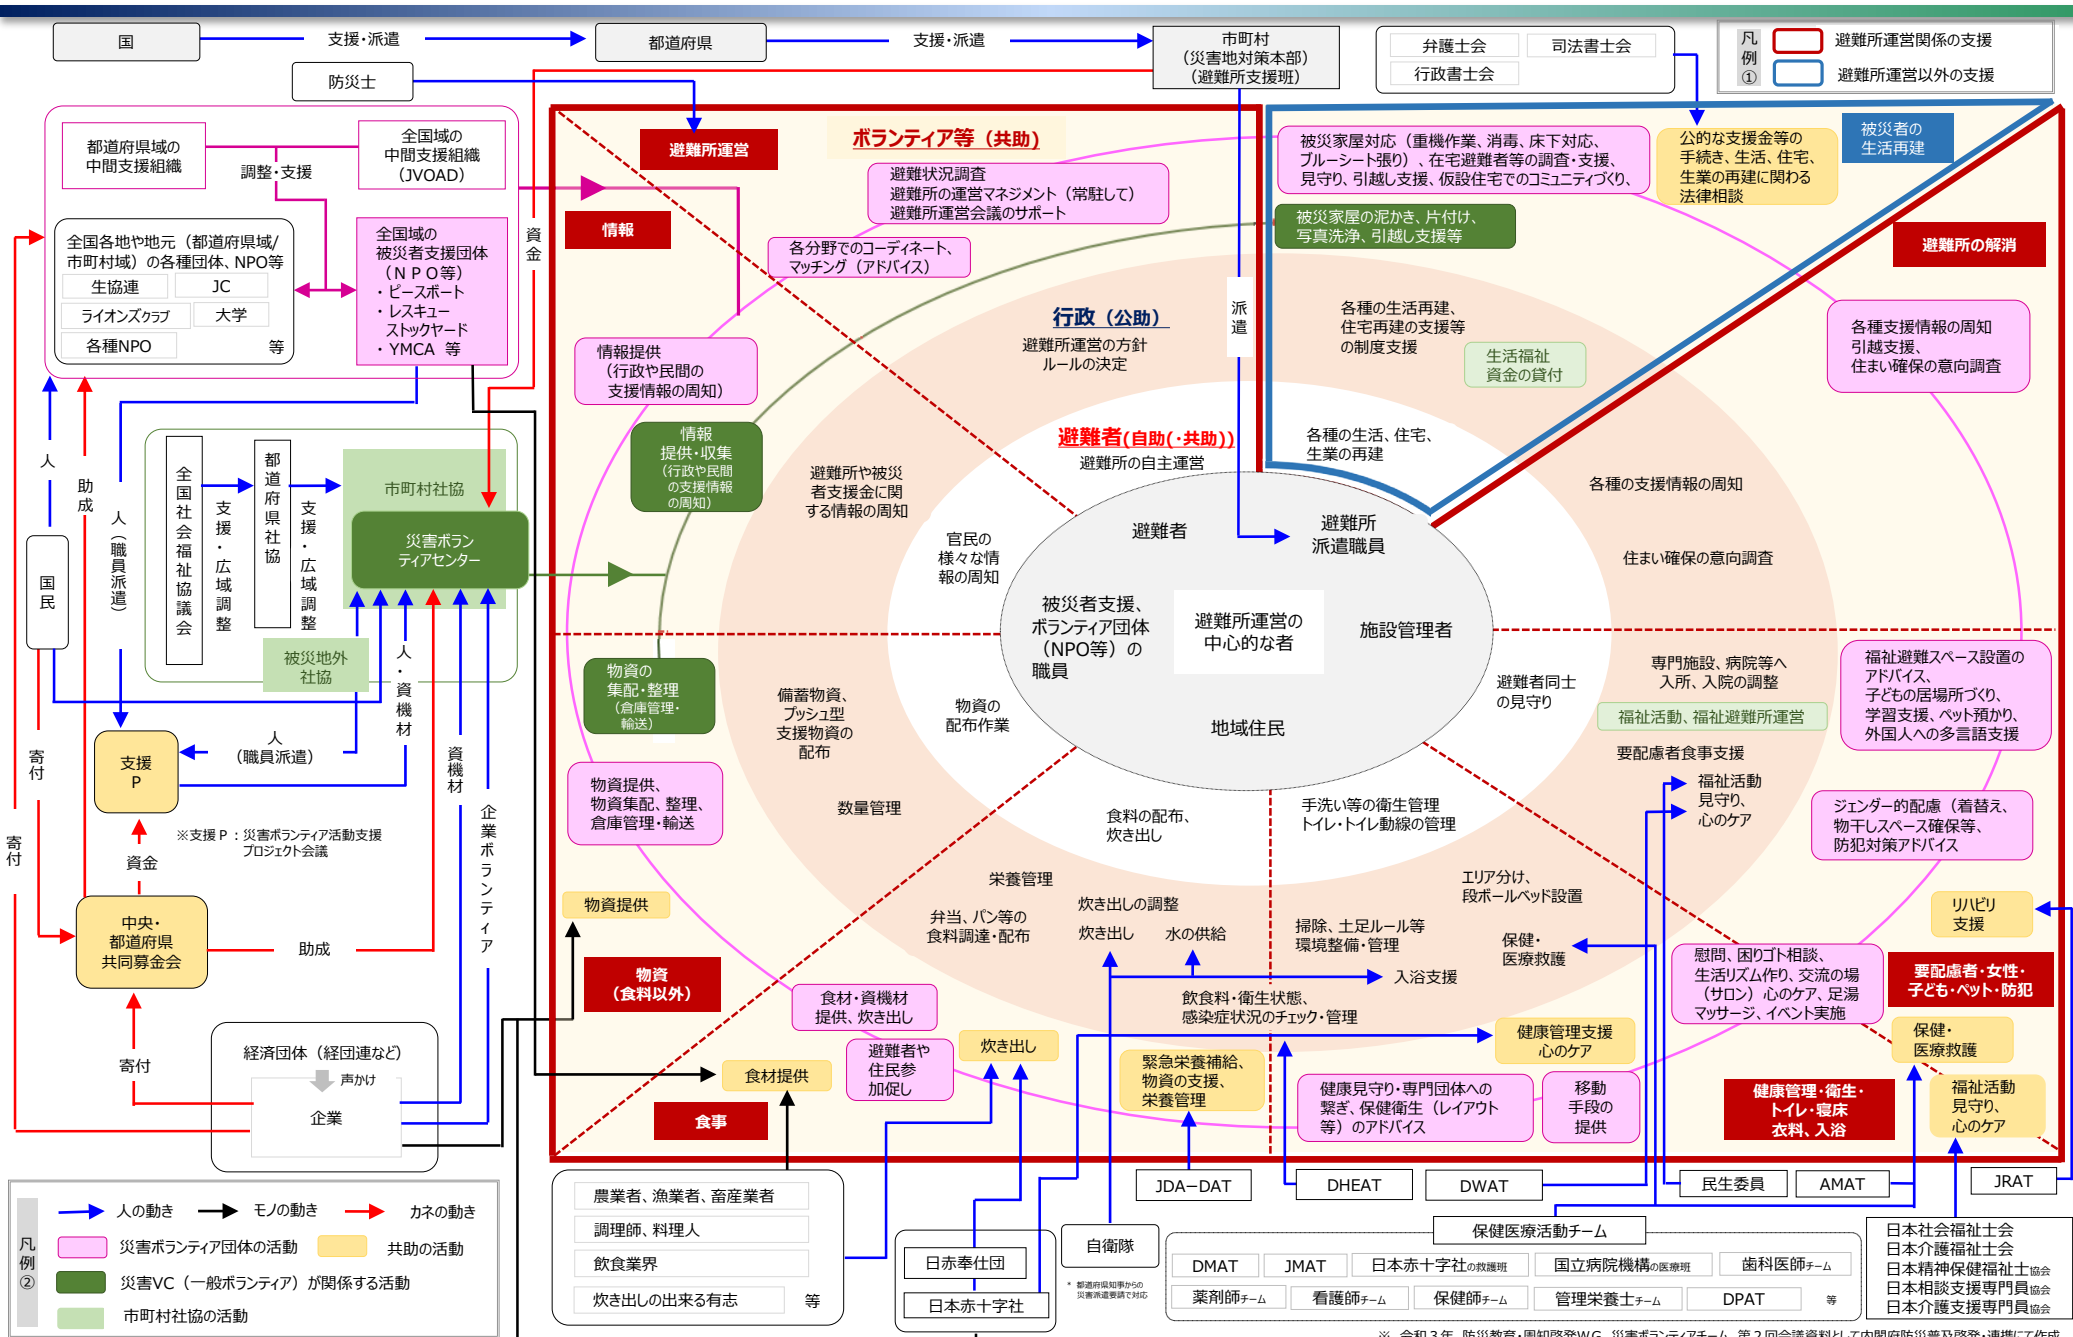 国
支援・派遣
都道府県
支援・派遣
市町村
（災害地対策本部）
（避難所支援班）
弁護士会
司法書士会
行政書士会
凡例①
避難所運営関係の支援
避難所運営以外の支援
防災士
都道府県域の
中間支援組織
全国域の
中間支援組織
（JVOAD）
調整・支援
全国各地や地元（都道府県域/
市町村域）の各種団体、NPO等
生協連
JC
ライオンズクラブ
大学
各種NPO
等
全国域の
被災者支援団体
（ＮＰＯ等）
・ピースボート
・レスキュー
ストックヤード
・YMCA 等
資金
避難所運営
情報
ボランティア等（共助）
避難状況調査
避難所の運営マネジメント（常駐して）
避難所運営会議のサポート
各分野でのコーディネート、
マッチング（アドバイス）
被災家屋対応（重機作業、消毒、床下対応、
ブルーシート張り）、在宅避難者等の調査・支援、
見守り、引越し支援、仮設住宅でのコミュニティづくり、
公的な支援金等の
手続き、生活、住宅、
生業の再建に関わる
法律相談
被災者の
生活再建
被災家屋の泥かき、片付け、
写真洗浄、引越し支援等
避難所の解消
派遣
行政（公助）
避難所運営の方針
ルールの決定
各種の生活再建、
住宅再建の支援等
の制度支援
生活福祉
資金の貸付
各種支援情報の周知
引越支援、
住まい確保の意向調査
情報提供
（行政や民間の
支援情報の周知）
情報
提供・収集
（行政や民間
の支援情報
の周知）
避難者(自助(・共助))
避難所の自主運営
各種の生活、住宅、
生業の再建
避難所や被災
者支援金に関
する情報の周知
各種の支援情報の周知
住まい確保の意向調査
官民の
様々な情
報の周知
避難者
避難所
派遣職員
被災者支援、
ボランティア団体
（NPO等）の
職員
避難所運営の
中心的な者
施設管理者
地域住民
人
助成
人（職員派遣）
全国社会福祉協議会
支援・広域調整
都道府県社協
支援・広域調整
市町村社協
災害ボラン
ティアセンター
国民
被災地外
社協
人・資機材
支援
P
人
（職員派遣）
寄付
寄付
資機材
企業ボランティア
※支援Ｐ：災害ボランティア活動支援
プロジェクト会議
資金
中央・
都道府県
共同募金会
助成
経済団体（経団連など）
声かけ
企業
寄付
物資の
集配・整理
（倉庫管理・
輸送）
備蓄物資、
プッシュ型
支援物資の
配布
物資の
配布作業
物資提供、
物資集配、整理、
倉庫管理・輸送
数量管理
物資提供
物資
（食料以外）
食料の配布、
炊き出し
手洗い等の衛生管理
トイレ・トイレ動線の管理
避難者同士
の見守り
専門施設、病院等へ
入所、入院の調整
福祉活動、福祉避難所運営
要配慮者食事支援
福祉活動
見守り、
心のケア
福祉避難スペース設置の
アドバイス、
子どもの居場所づくり、
学習支援、ペット預かり、
外国人への多言語支援
ジェンダー的配慮（着替え、
物干しスペース確保等、
防犯対策アドバイス
リハビリ
支援
栄養管理
弁当、パン等の
食料調達・配布
炊き出しの調整
炊き出し
水の供給
エリア分け、
段ボールベッド設置
掃除、土足ルール等
環境整備・管理
保健・
医療救護
入浴支援
飲食料・衛生状態、
感染症状況のチェック・管理
慰問、困りゴト相談、
生活リズム作り、交流の場
（サロン）心のケア、足湯
マッサージ、イベント実施
要配慮者・女性・
子ども・ペット・防犯
食材・資機材
提供、炊き出し
避難者や
住民参
加促し
炊き出し
食材提供
食事
緊急栄養補給、
物資の支援、
栄養管理
健康管理支援
心のケア
健康見守り・専門団体への
繋ぎ、保健衛生（レイアウト
等）のアドバイス
移動
手段の
提供
健康管理・衛生・
トイレ・寝床
衣料、入浴
保健・
医療救護
福祉活動
見守り、
心のケア
JDA－DAT
DHEAT
DWAT
民生委員
AMAT
JRAT
農業者、漁業者、畜産業者
調理師、料理人
飲食業界
炊き出しの出来る有志
等
日赤奉仕団
日本赤十字社
自衛隊
* 都道府県知事からの
災害派遣要請で対応
保健医療活動チーム
DMAT
JMAT
日本赤十字社の救護班
国立病院機構の医療班
歯科医師チーム
薬剤師チーム
看護師チーム
保健師チーム
管理栄養士チーム
DPAT
等
日本社会福祉士会
日本介護福祉士会
日本精神保健福祉士協会
日本相談支援専門員協会
日本介護支援専門員協会
凡例②
人の動き
モノの動き
カネの動き
災害ボランティア団体の活動
共助の活動
災害VC（一般ボランティア）が関係する活動
市町村社協の活動
※ 令和３年 防災教育・周知啓発WG 災害ボランティアチーム 第２回会議資料として内閣府防災普及啓発・連携にて作成